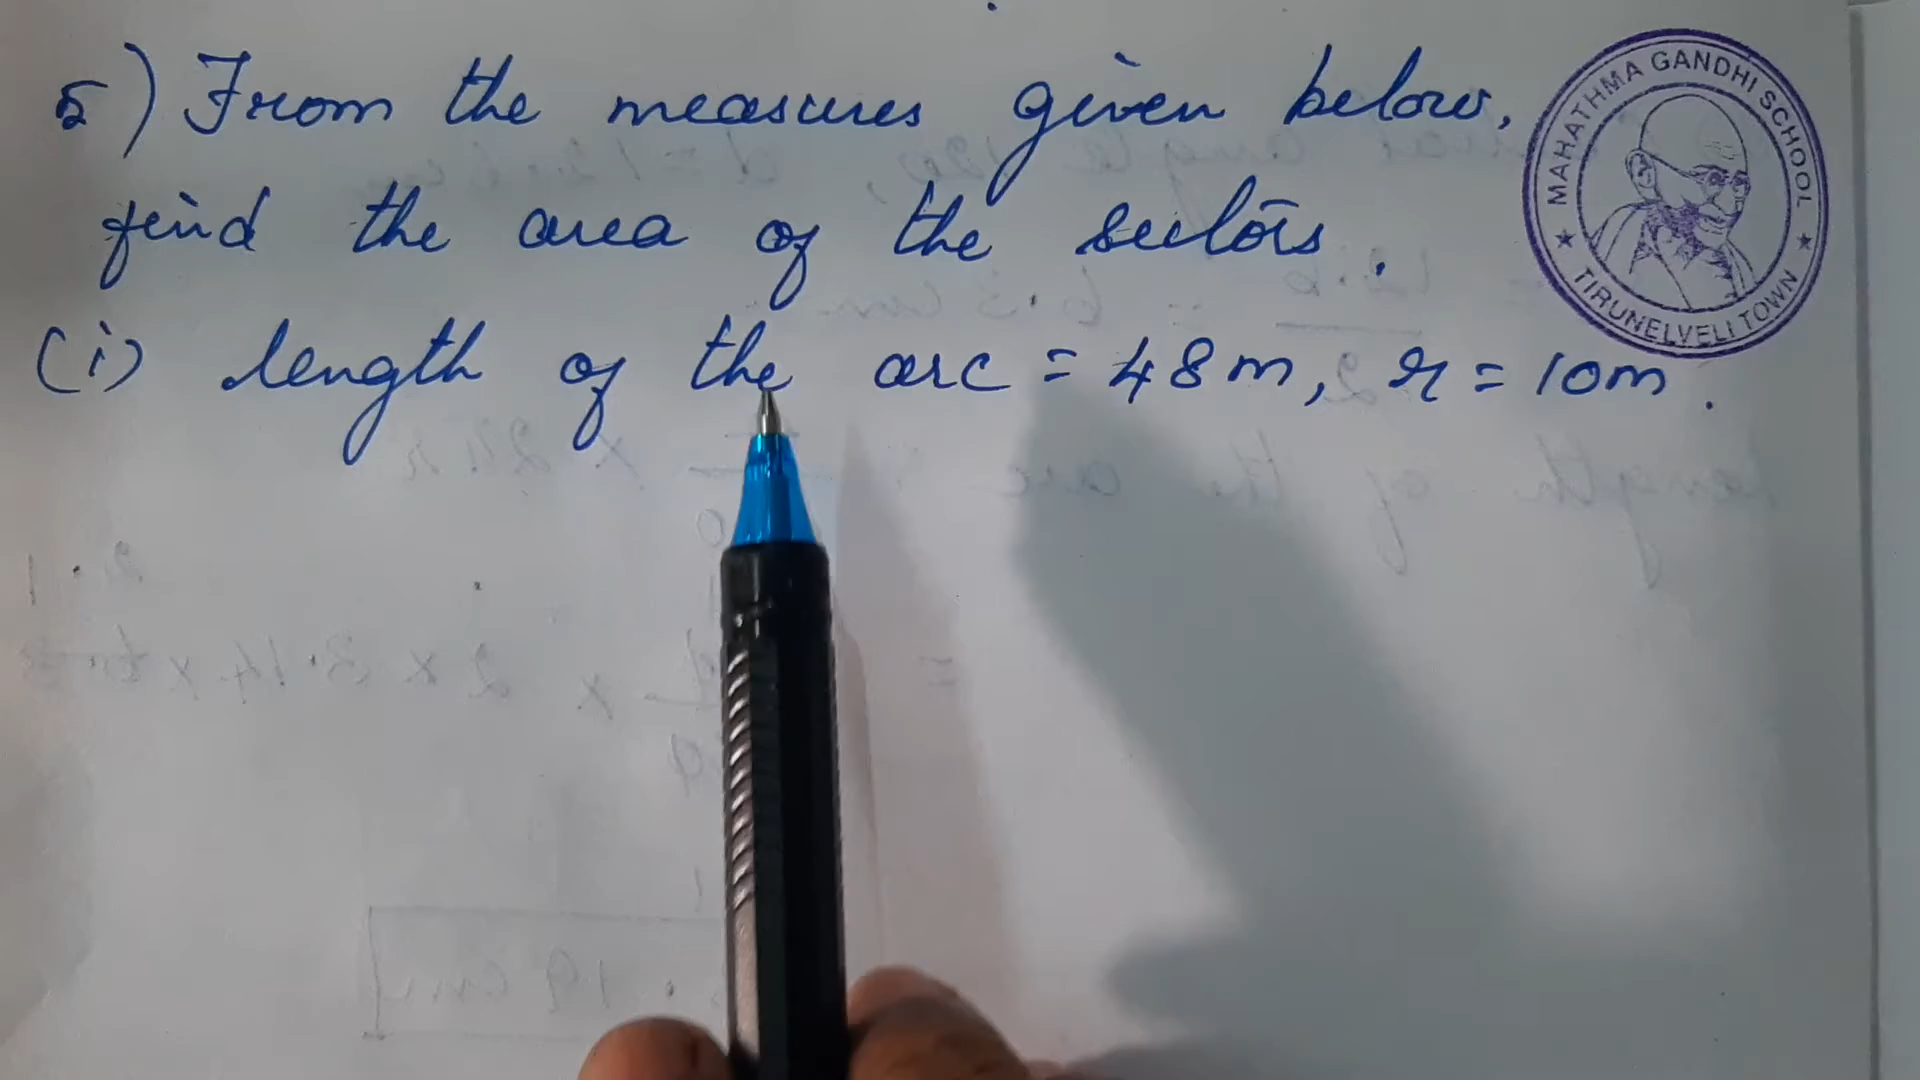 5) From the measures given below,
find the area of the sectors.
(i) length of the arc = 48m, r = 10m.
MAHATHMA GANDHI SCHOOL
★ TIRUNELVELI TOWN ★